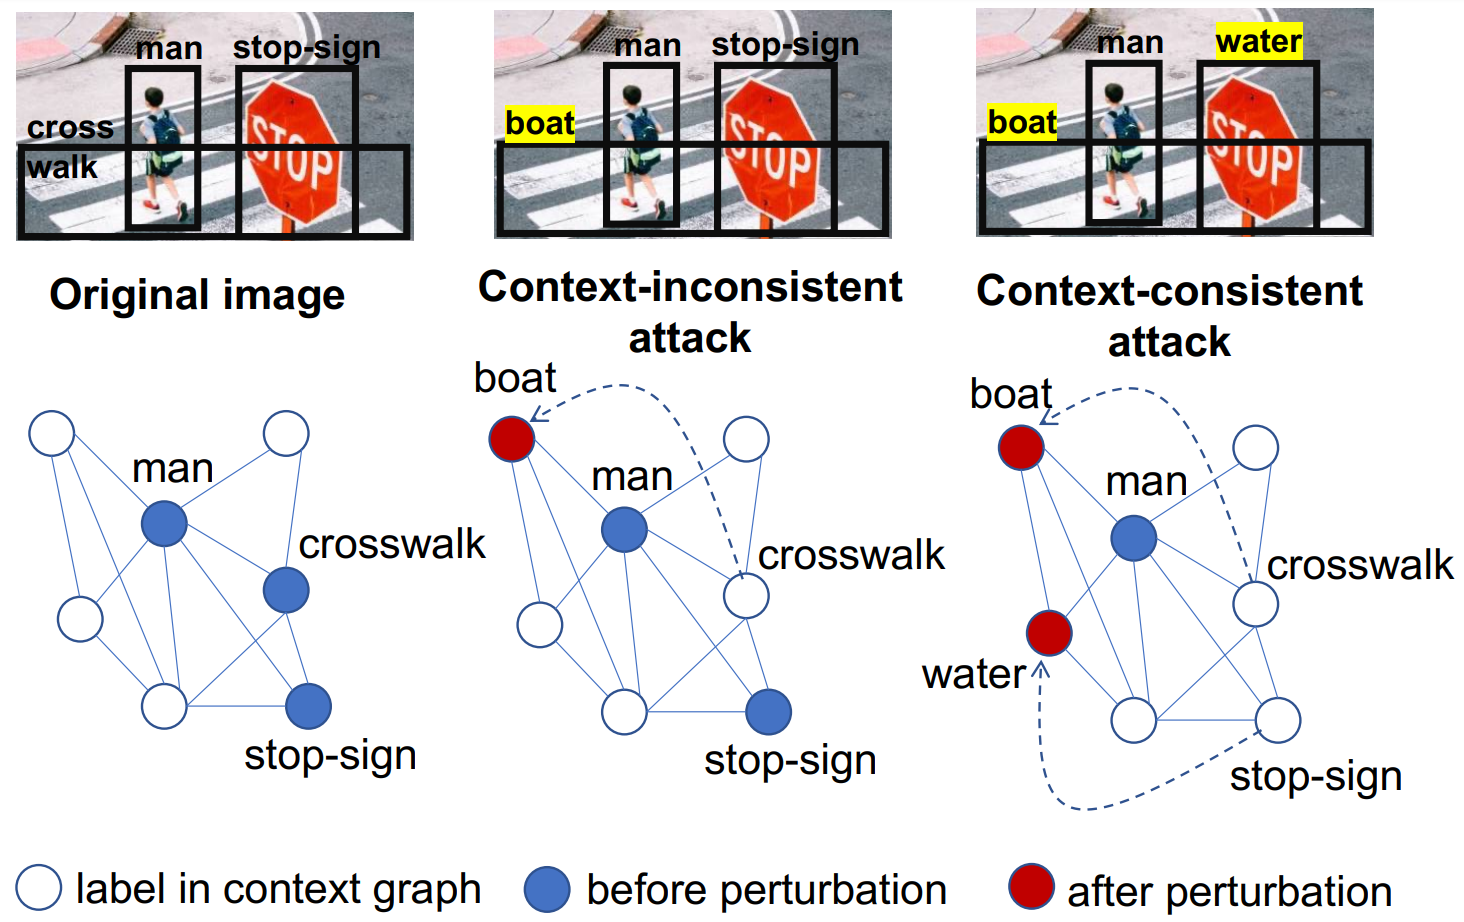 man stop-sign
cross
walk
STOP
Original image
man stop-sign
boat
STOP
Context-inconsistent
attack
man water
boat
STOP
Context-consistent
attack
man
crosswalk
stop-sign
boat
man
crosswalk
stop-sign
boat
man
crosswalk
water
stop-sign
label in context graph
before perturbation
after perturbation